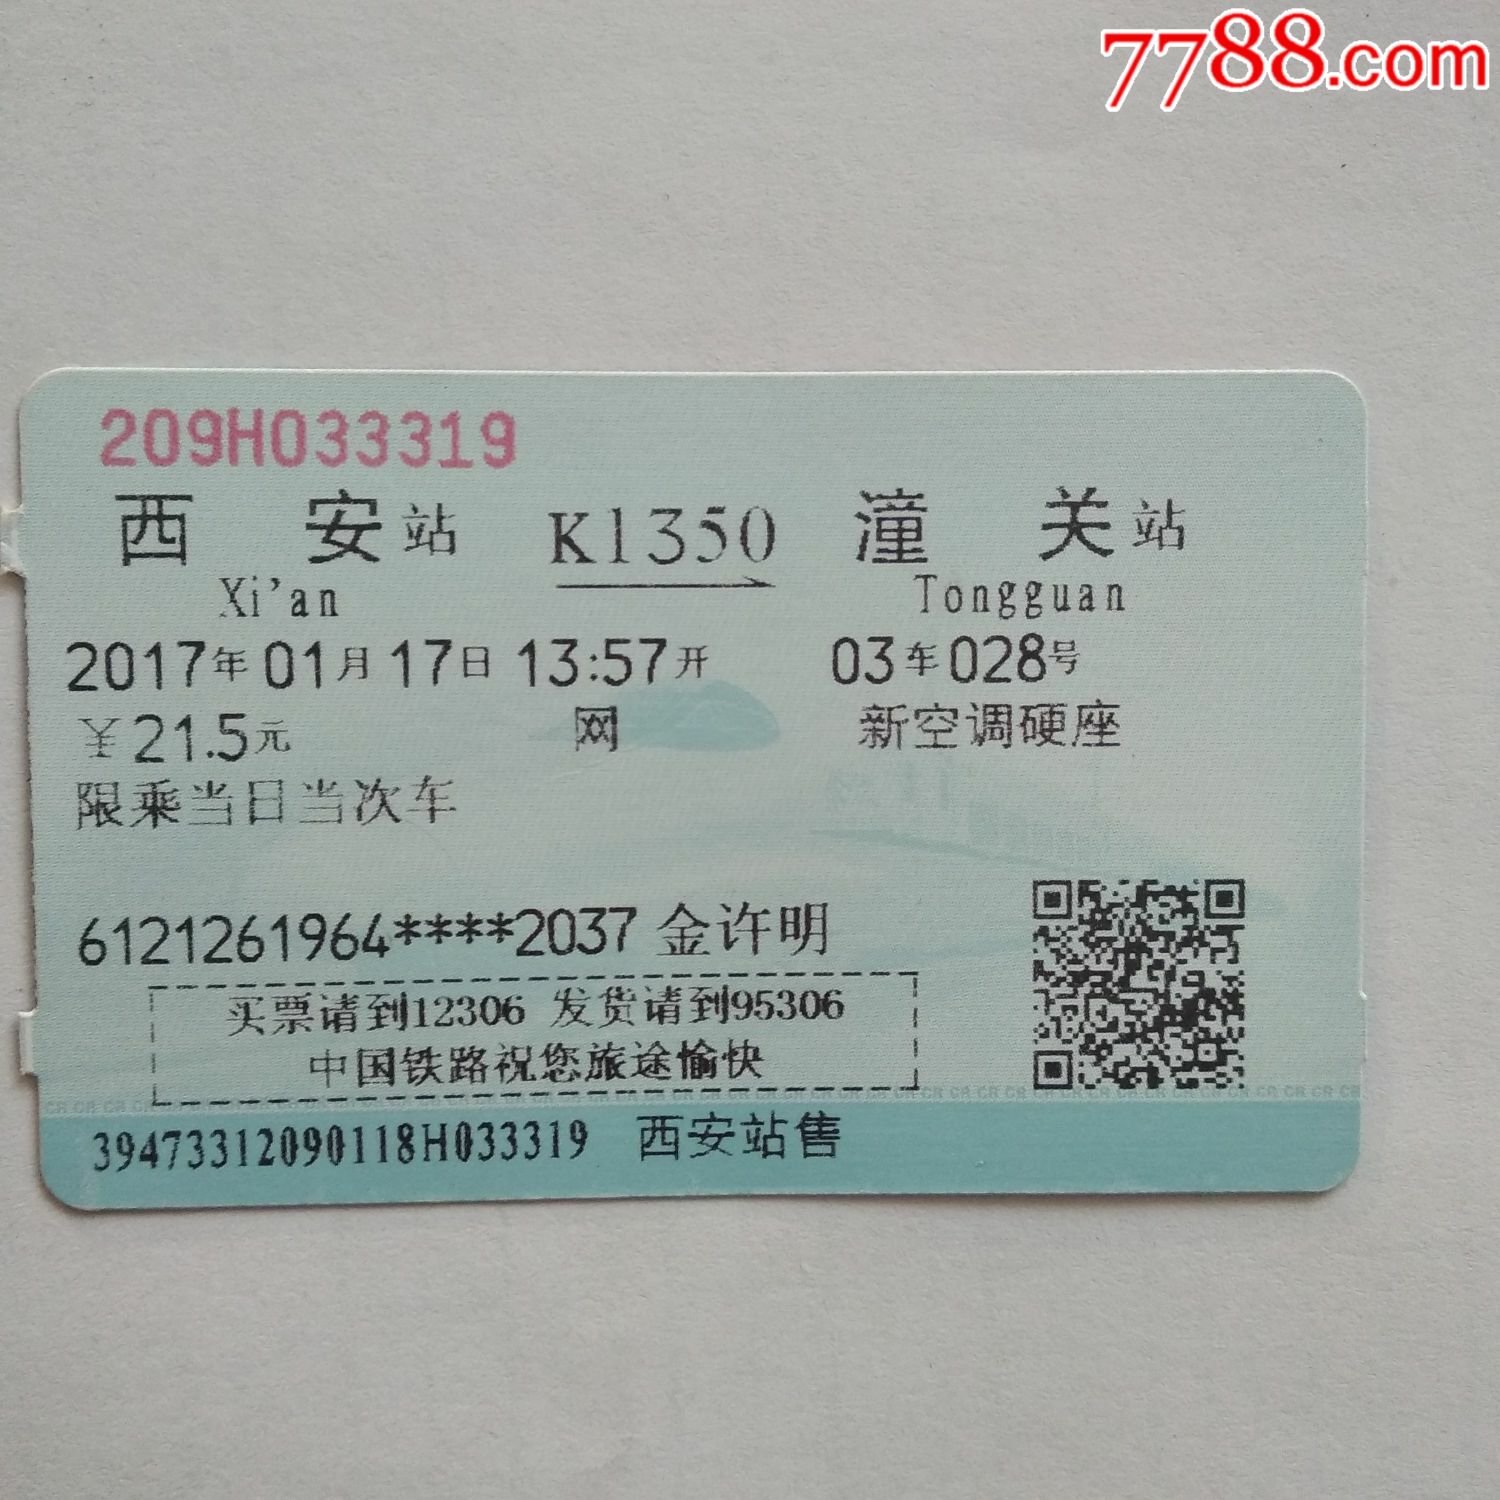 7788.com
209H033319
西安站 K1350 潼关站
Xi'an Tongguan
2017年01月17日 13:57开 03车028号
¥21.5元 网 新空调硬座
限乘当日当次车
6121261964****2037 金许明
买票请到12306 发货请到95306
中国铁路祝您旅途愉快
39473312090118H033319 西安站售